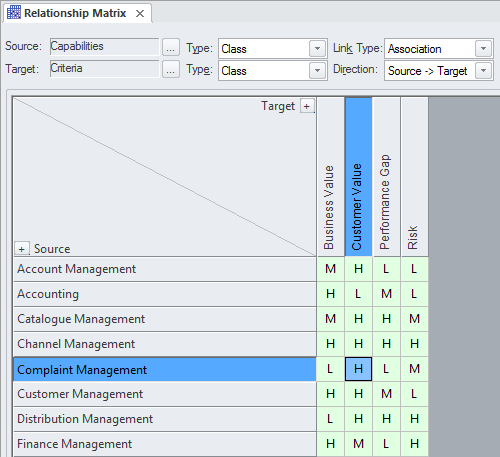 Relationship Matrix ×
Source: Capabilities ... Type: Class Link Type: Association
Target: Criteria ... Type: Class Direction: Source -> Target
Target +
Business Value
Customer Value
Performance Gap
Risk
+ Source
Account Management M H L L
Accounting H L M L
Catalogue Management M H H M
Channel Management H H H H
Complaint Management L H L M
Customer Management H H M L
Distribution Management L H H H
Finance Management H M L H